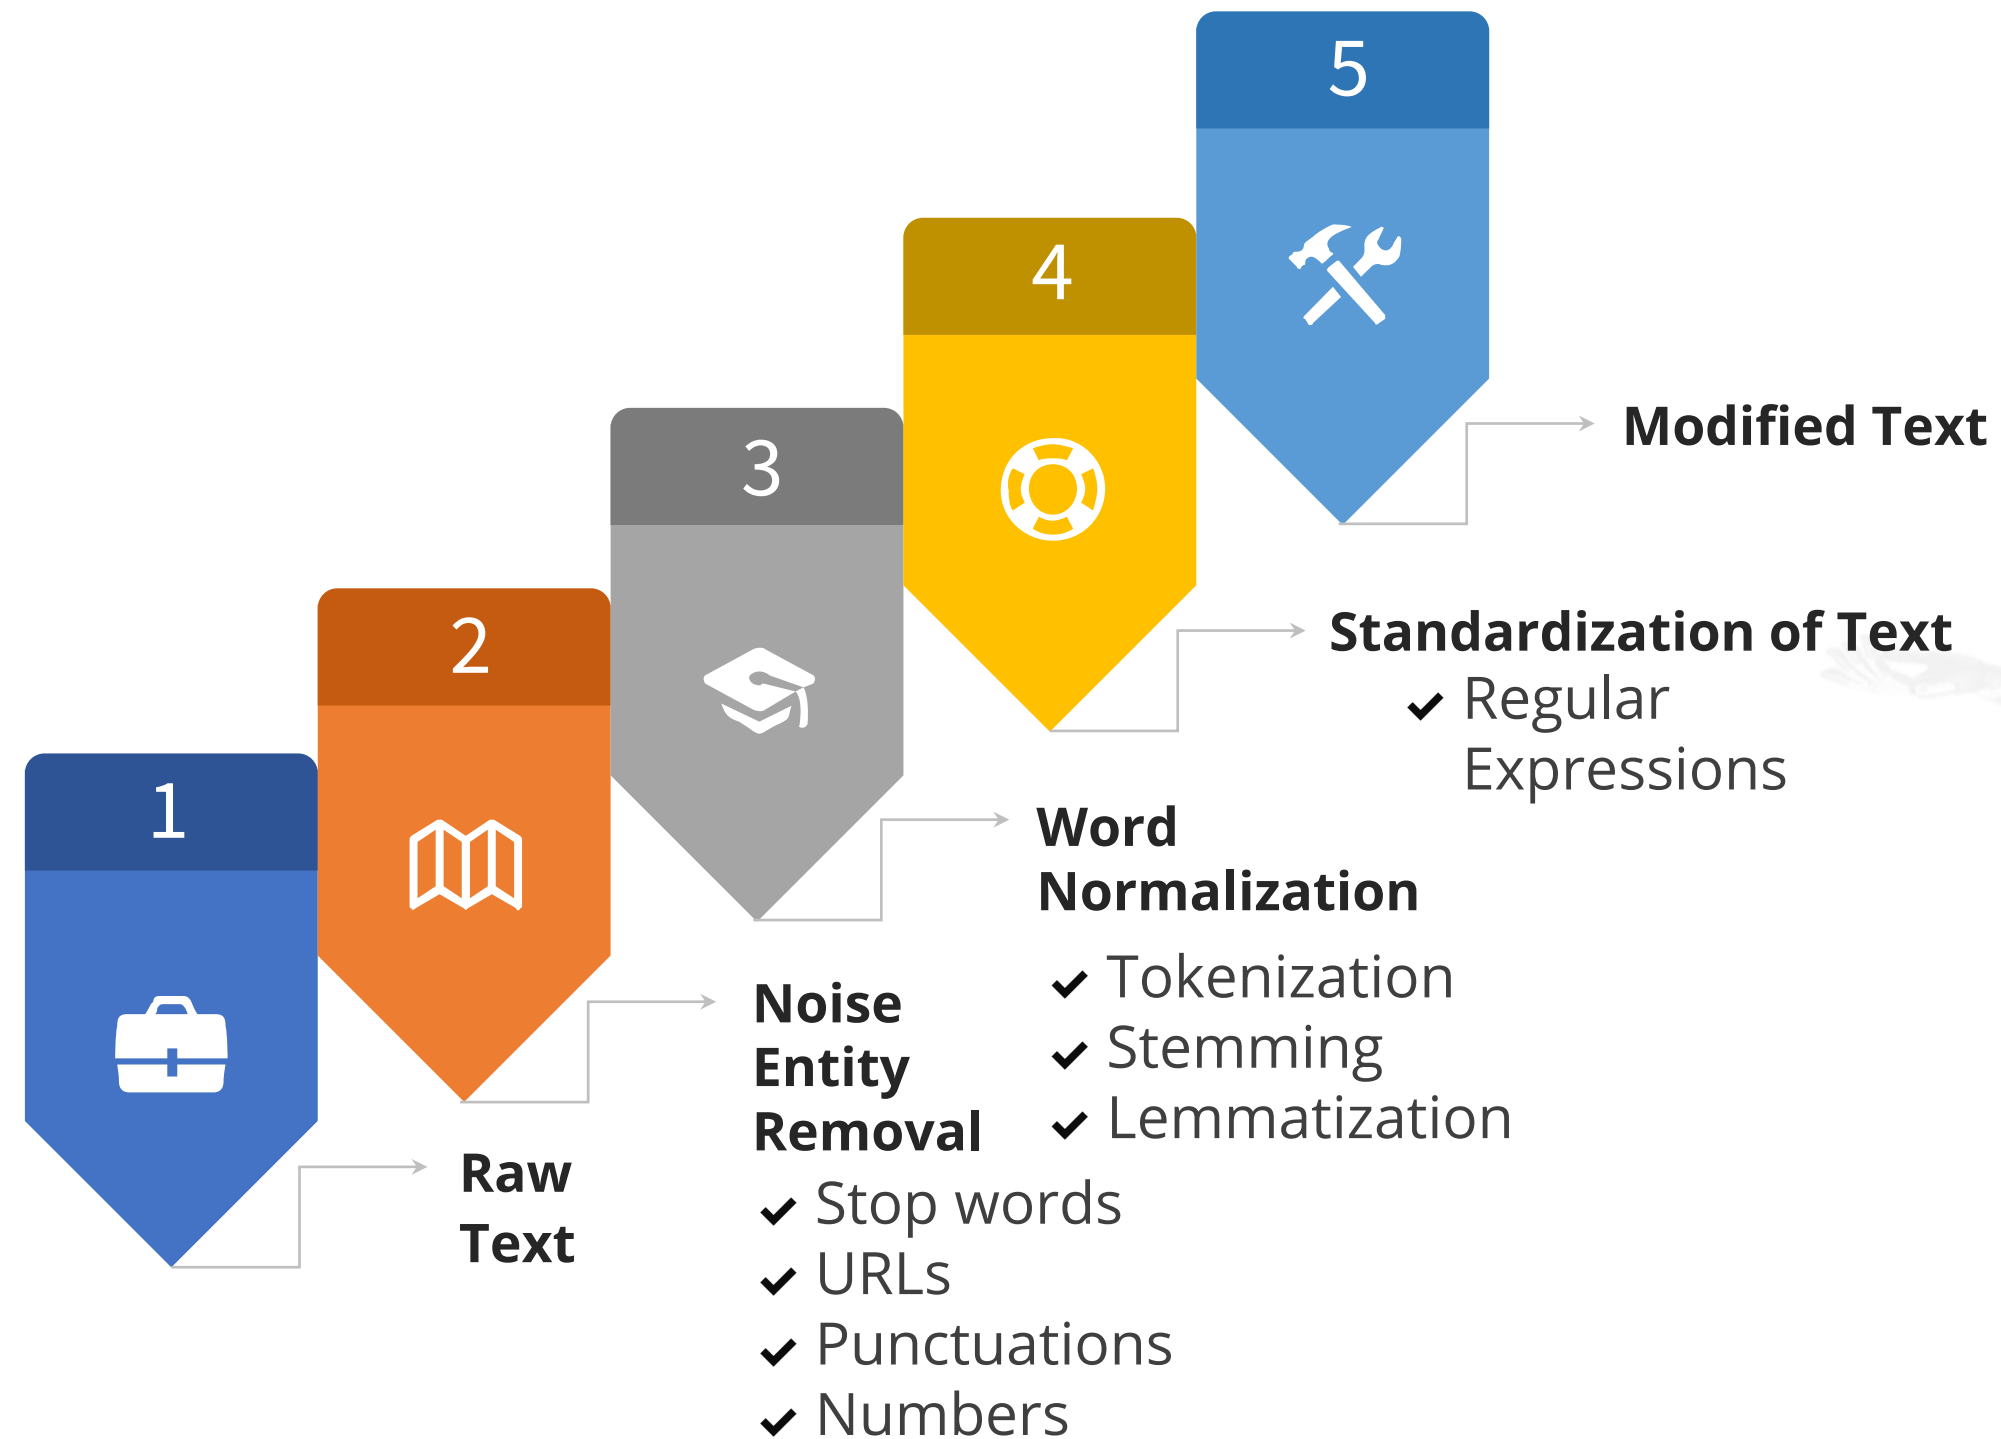 1
Raw
Text
2
Noise
Entity
Removal
Stop words
URLs
Punctuations
Numbers
3
Word
Normalization
Tokenization
Stemming
Lemmatization
4
Standardization of Text
Regular
Expressions
5
Modified Text